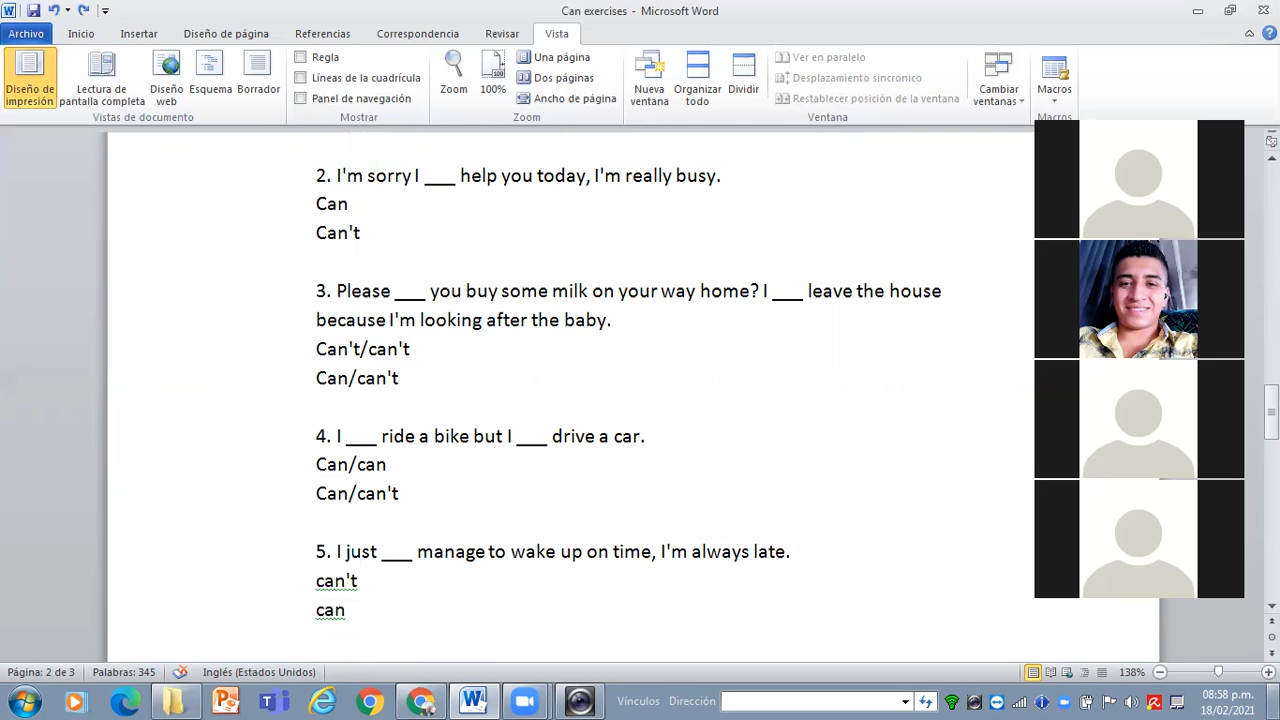 Can exercises - Microsoft Word
Archivo Inicio Insertar Diseño de página Referencias Correspondencia Revisar Vista
Diseño de impresión
Lectura de pantalla completa
Diseño web
Esquema
Borrador
Vistas de documento
Regla
Líneas de la cuadrícula
Panel de navegación
Mostrar
Zoom
100%
Una página
Dos páginas
Ancho de página
Zoom
Nueva ventana
Organizar todo
Dividir
Ver en paralelo
Desplazamiento sincrónico
Restablecer posición de la ventana
Ventana
Cambiar ventanas
Macros
Macros
2. I'm sorry I ___ help you today, I'm really busy.
Can
Can't
3. Please ___ you buy some milk on your way home? I ___ leave the house
because I'm looking after the baby.
Can't/can't
Can/can't
4. I ___ ride a bike but I ___ drive a car.
Can/can
Can/can't
5. I just ___ manage to wake up on time, I'm always late.
can't
can
Página: 2 de 3 Palabras: 345 Inglés (Estados Unidos) 138%
Vínculos Dirección
08:58 p.m.
18/02/2021